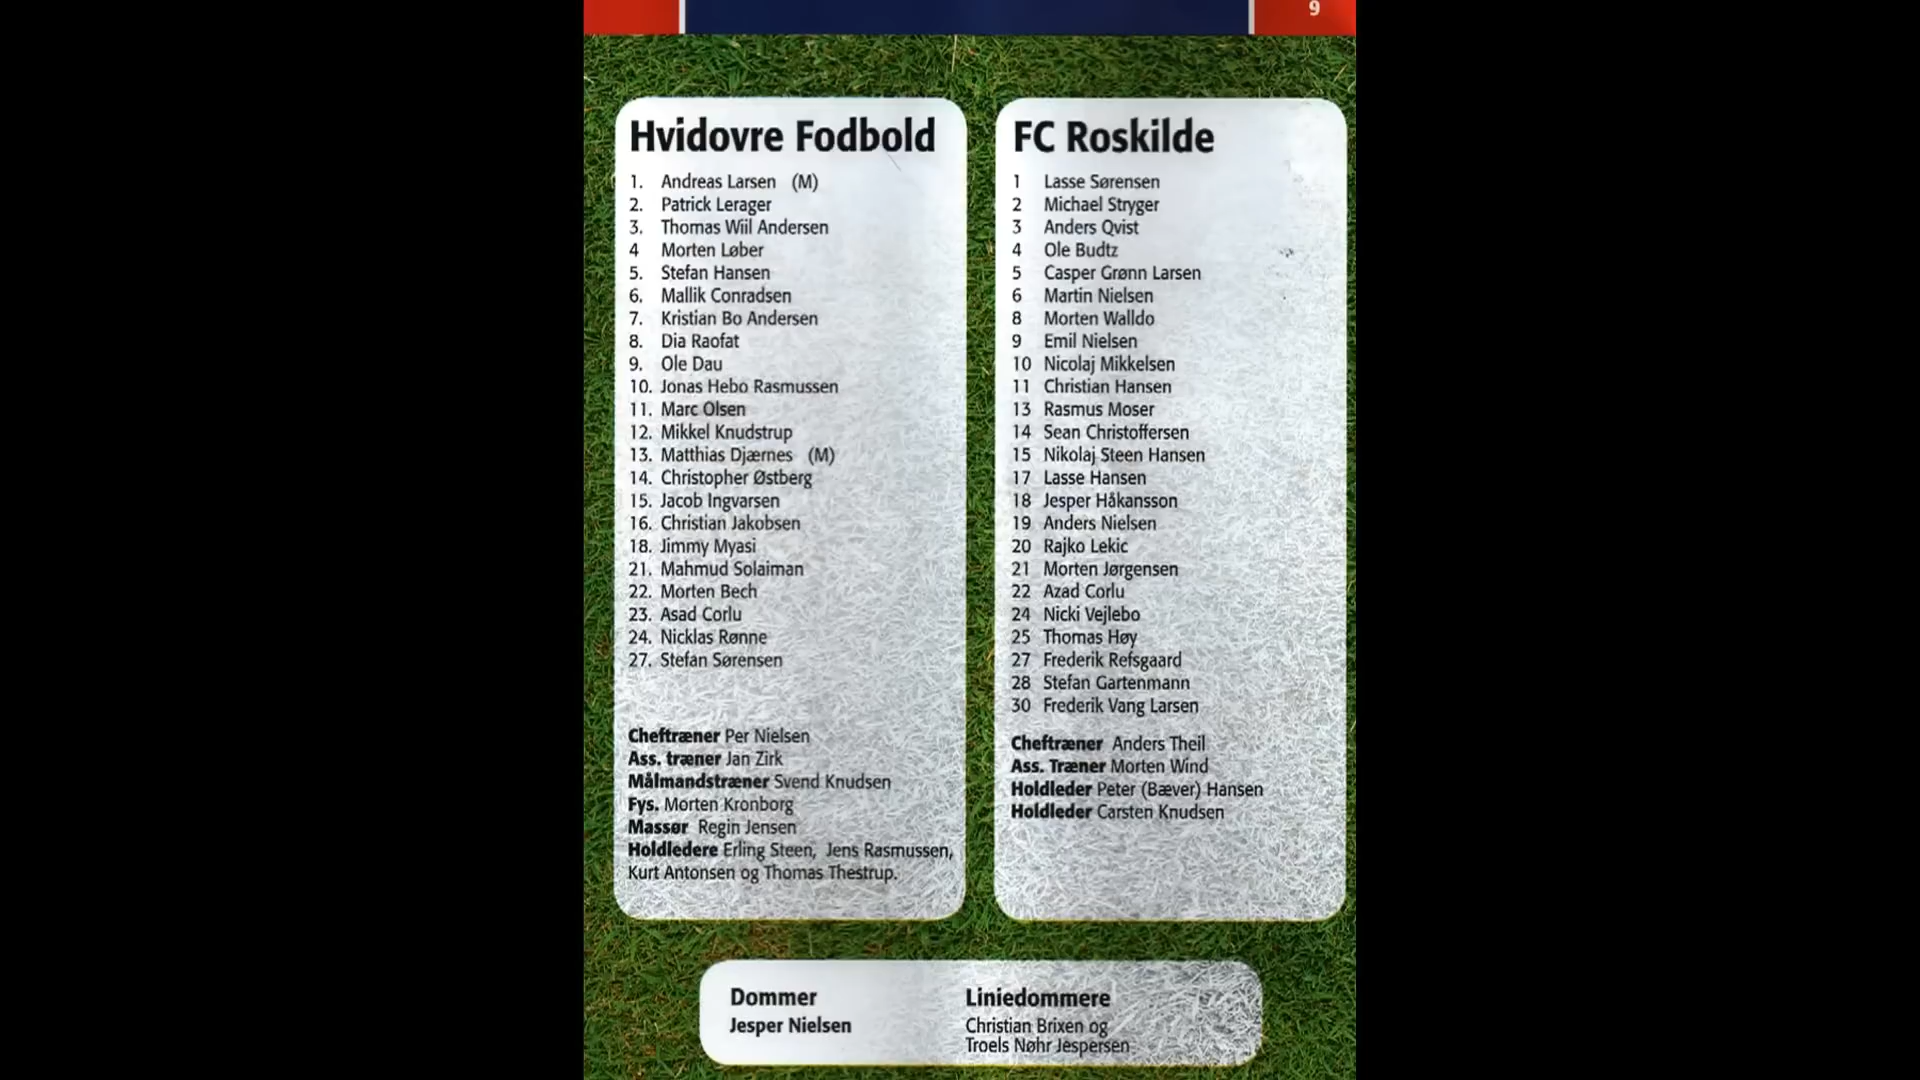 9
Hvidovre Fodbold
1. Andreas Larsen (M)
2. Patrick Lerager
3. Thomas Wiil Andersen
4 Morten Løber
5. Stefan Hansen
6. Mallik Conradsen
7. Kristian Bo Andersen
8. Dia Raofat
9. Ole Dau
10. Jonas Hebo Rasmussen
11. Marc Olsen
12. Mikkel Knudstrup
13. Matthias Djærnes (M)
14. Christopher Østberg
15. Jacob Ingvarsen
16. Christian Jakobsen
18. Jimmy Myasi
21. Mahmud Solaiman
22. Morten Bech
23. Asad Corlu
24. Nicklas Rønne
27. Stefan Sørensen
Cheftræner Per Nielsen
Ass. træner Jan Zirk
Målmandstræner Svend Knudsen
Fys. Morten Kronborg
Massør Regin Jensen
Holdledere Erling Steen, Jens Rasmussen,
Kurt Antonsen og Thomas Thestrup.
FC Roskilde
1 Lasse Sørensen
2 Michael Stryger
3 Anders Qvist
4 Ole Budtz
5 Casper Grønn Larsen
6 Martin Nielsen
8 Morten Walldo
9 Emil Nielsen
10 Nicolaj Mikkelsen
11 Christian Hansen
13 Rasmus Moser
14 Sean Christoffersen
15 Nikolaj Steen Hansen
17 Lasse Hansen
18 Jesper Håkansson
19 Anders Nielsen
20 Rajko Lekic
21 Morten Jørgensen
22 Azad Corlu
24 Nicki Vejlebo
25 Thomas Høy
27 Frederik Refsgaard
28 Stefan Gartenmann
30 Frederik Vang Larsen
Cheftræner Anders Theil
Ass. Træner Morten Wind
Holdleder Peter (Bæver) Hansen
Holdleder Carsten Knudsen
Dommer
Jesper Nielsen
Liniedommere
Christian Brixen og
Troels Nøhr Jespersen